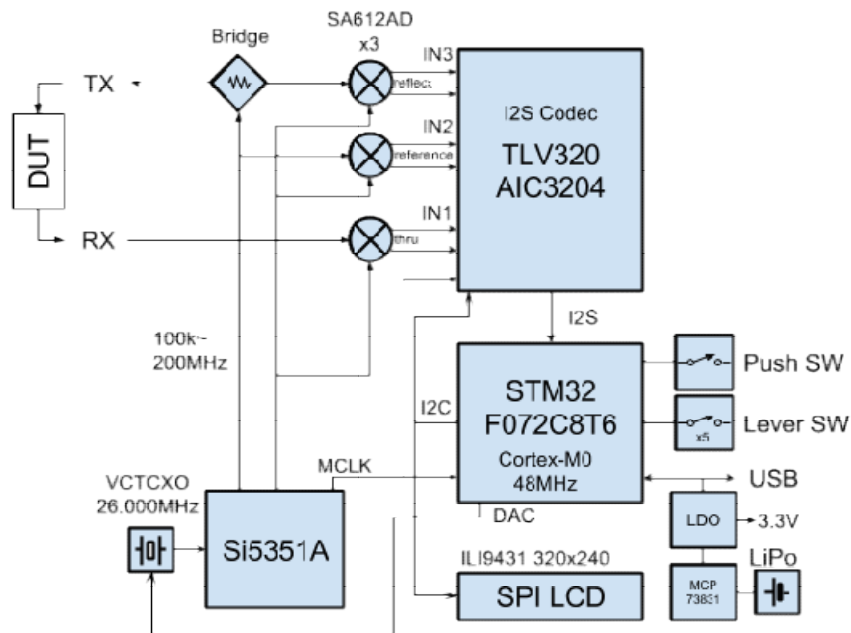 SA612AD
x3
Bridge
TX
IN3
reflect
I2S Codec
TLV320
AIC3204
IN2
reference
DUT
IN1
RX
thru
I2S
100k~
200MHz
STM32
F072C8T6
Cortex-M0
48MHz
I2C
Push SW
x5
Lever SW
MCLK
VCTCXO
26.000MHz
USB
DAC
LDO
3.3V
Si5351A
ILI9431 320x240
SPI LCD
LiPo
MCP
73831